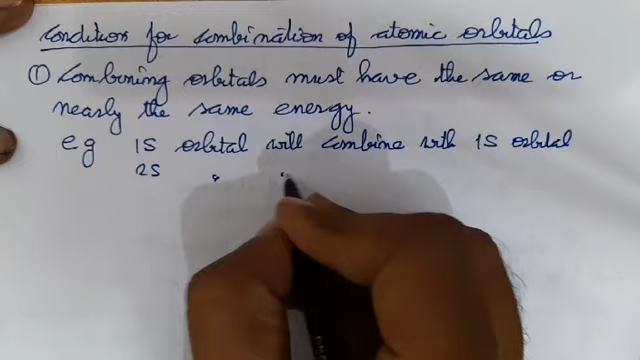 Condition for combination of atomic orbitals
① Combining orbitals must have the same or
nearly the same energy.
eg 1S orbital will combine with 1S orbital
2S " "